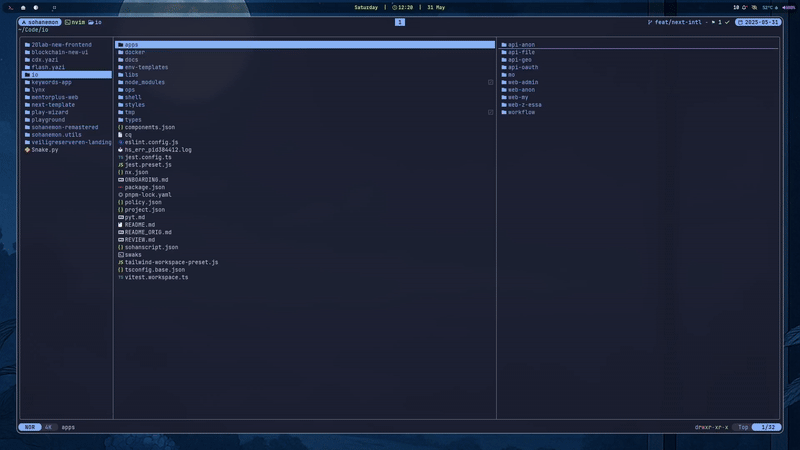 Saturday | 12:28 | 31 May
10
52°C
100%
sohanemon nvim io
1
feat/next-intl
1
2025-05-31
~/Code/io
20lab-new-frontend
blockchain-new-ui
cds.yazi
flash.yazi
io
keywords-app
lynx
mentorplus-web
next-template
play-wizard
playground
sohanemon-remastered
sohanemon.utils
veiligreserveren-landing
Snake.py
apps
docker
docs
env-templates
libs
node_modules
ops
shell
styles
tmp
types
components.json
cq
eslint.config.js
hs_err_pid384412.log
jest.config.ts
jest.preset.js
nx.json
ONBOARDING.md
package.json
pnpm-lock.yaml
policy.json
project.json
pyt.md
README.md
README_ORIG.md
REVIEW.md
sohanscript.json
swaks
tailwind-workspace-preset.js
tsconfig.base.json
vitest.workspace.ts
api-anon
api-file
api-geo
api-oauth
mo
web-admin
web-anon
web-my
web-z-essa
workflow
NOR 4K apps
drwxr-xr-x Top 1/32